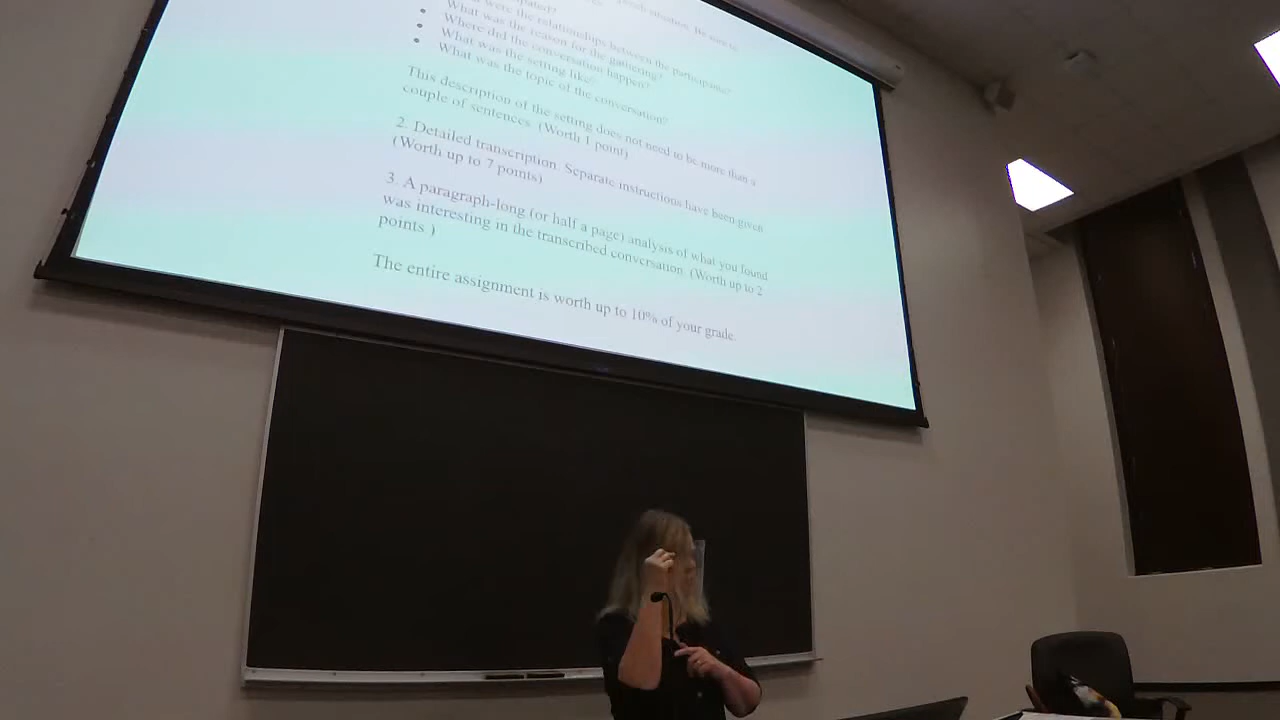 were the relationships between the participants?
What was the reason for the gathering?
Where did the conversation happen?
What was the setting like?
What was the topic of the conversation?
This description of the setting does not need to be more than a
couple of sentences. (Worth 1 point)
2. Detailed transcription. Separate instructions have been given.
(Worth up to 7 points)
3. A paragraph-long (or half a page) analysis of what you found
was interesting in the transcribed conversation. (Worth up to 2
points )
The entire assignment is worth up to 10% of your grade.